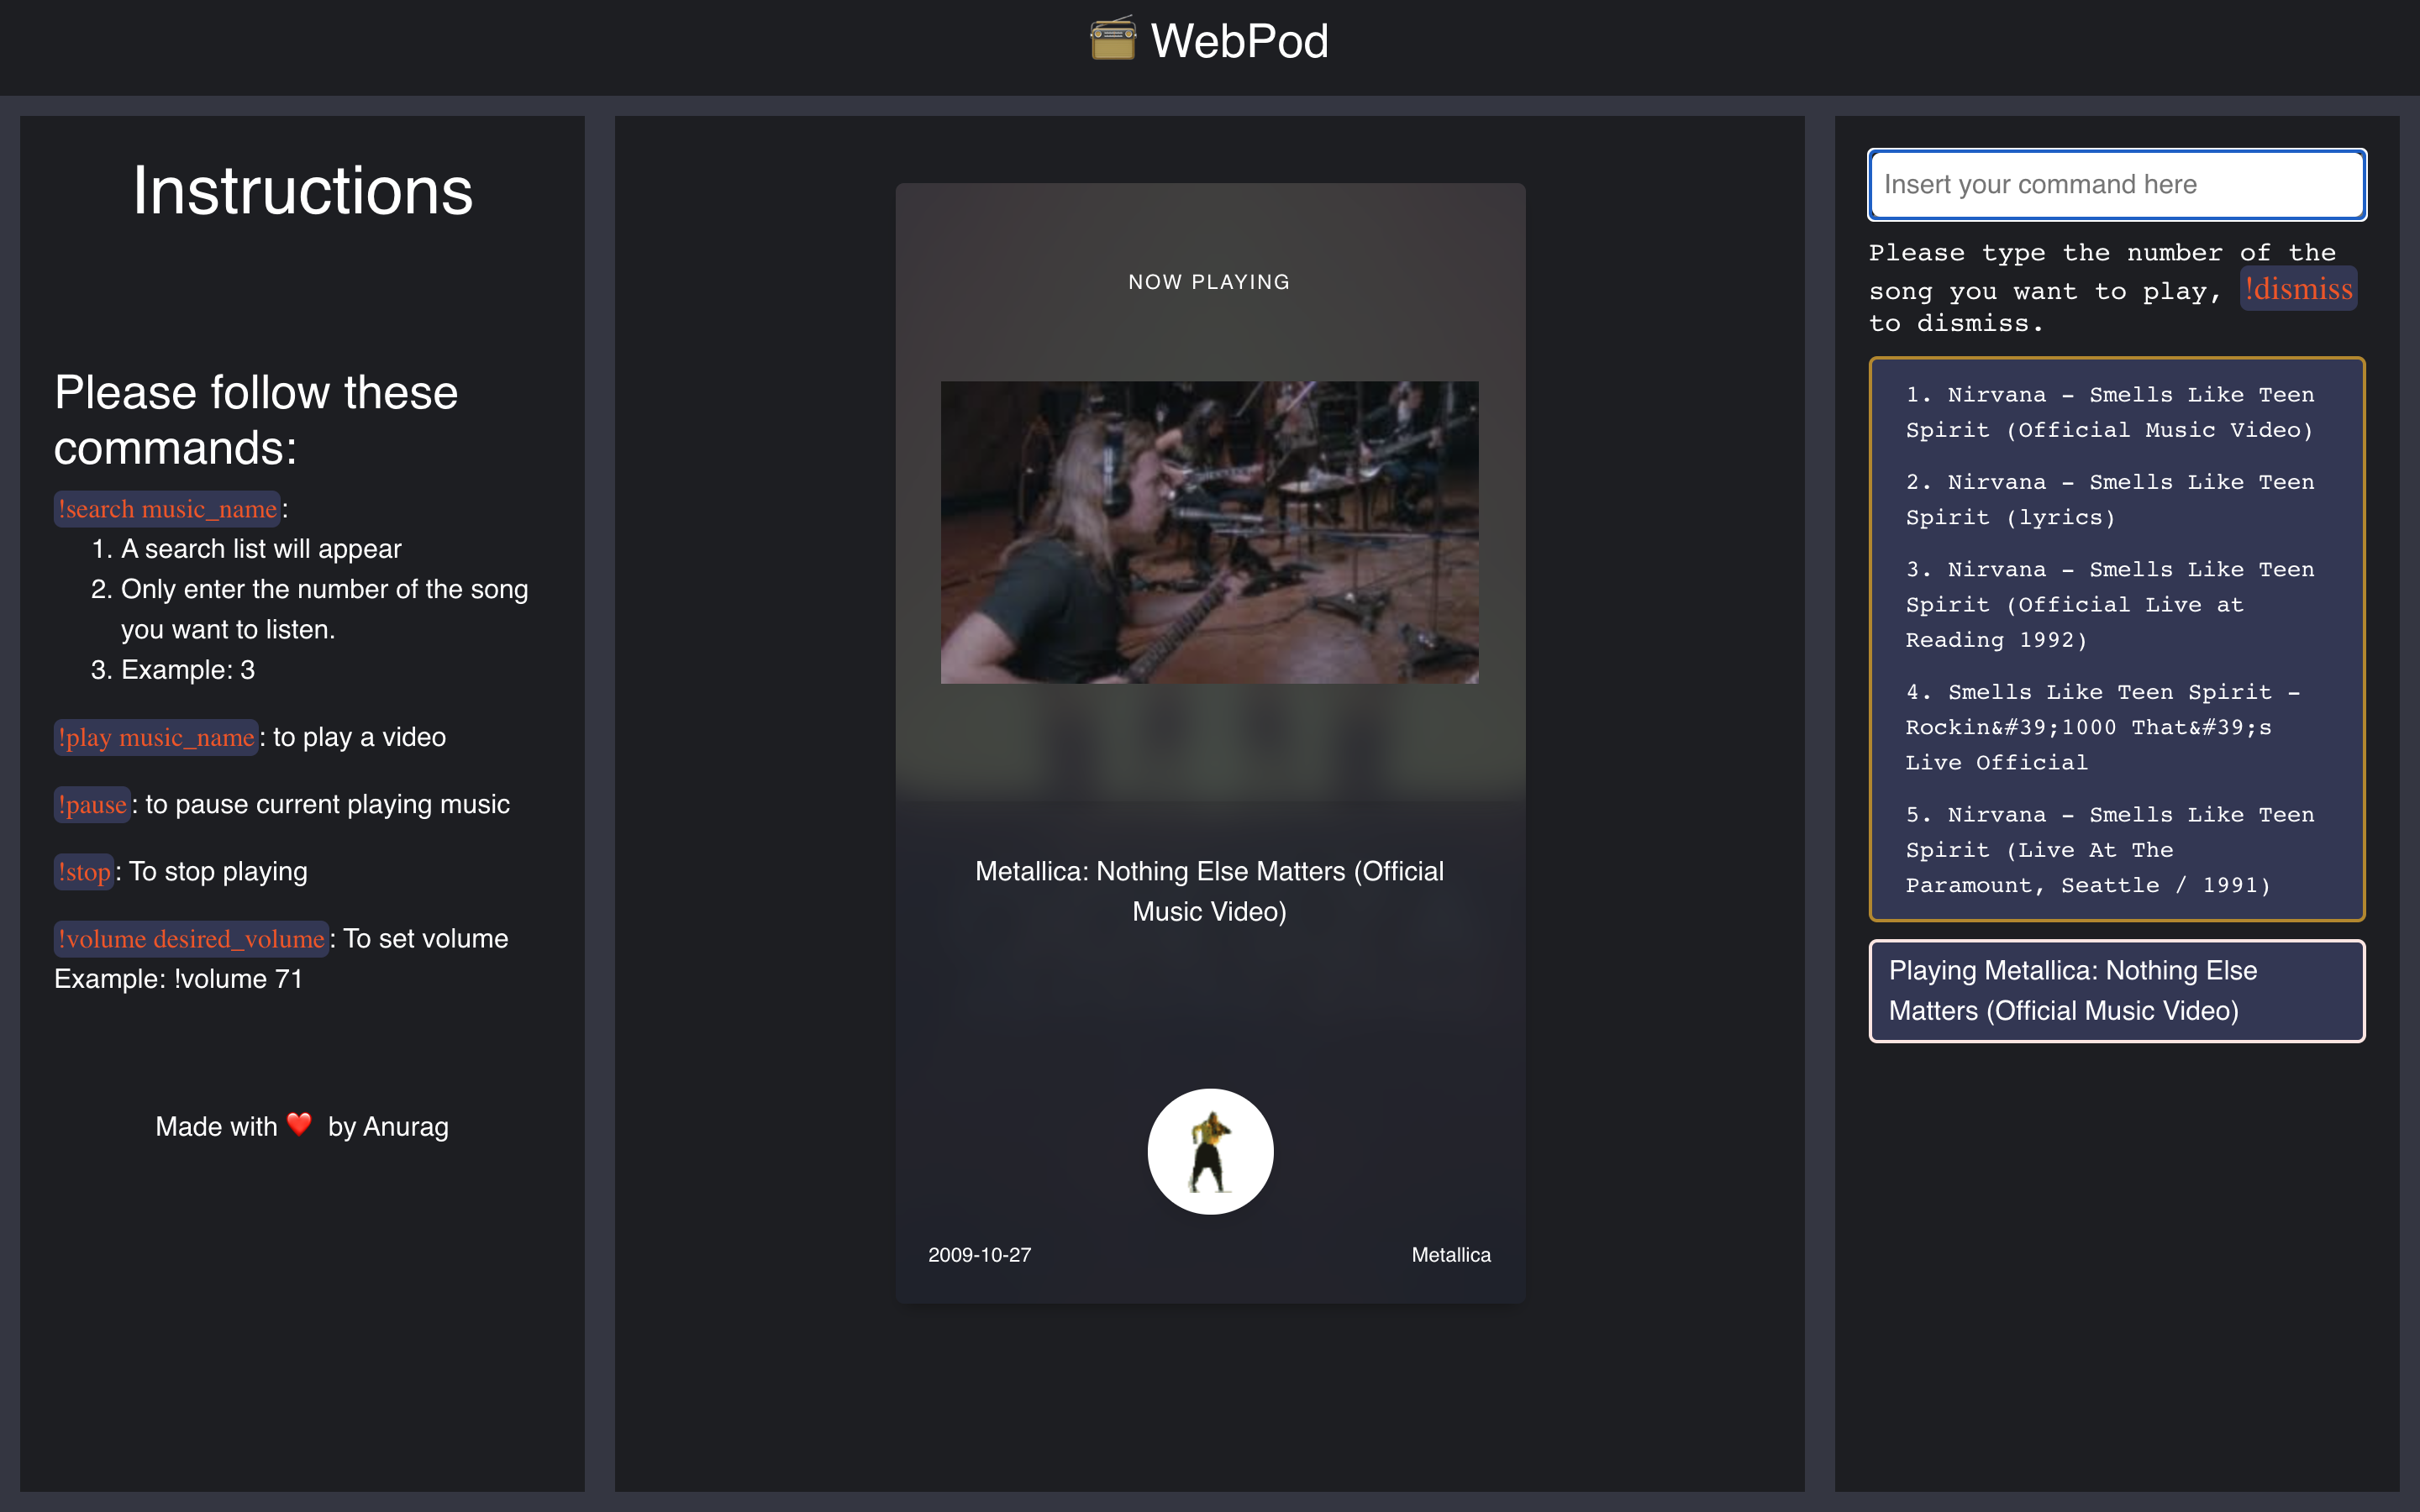 WebPod
Instructions
Please follow these
commands:
!search music_name:
1. A search list will appear
2. Only enter the number of the song
you want to listen.
3. Example: 3
!play music_name: to play a video
!pause: to pause current playing music
!stop: To stop playing
!volume desired_volume: To set volume
Example: !volume 71
Made with ❤️ by Anurag
NOW PLAYING
Metallica: Nothing Else Matters (Official
Music Video)
2009-10-27
Metallica
Insert your command here
Please type the number of the
song you want to play, !dismiss
to dismiss.
1. Nirvana - Smells Like Teen
Spirit (Official Music Video)
2. Nirvana - Smells Like Teen
Spirit (lyrics)
3. Nirvana - Smells Like Teen
Spirit (Official Live at
Reading 1992)
4. Smells Like Teen Spirit -
Rockin&#39;1000 That&#39;s
Live Official
5. Nirvana - Smells Like Teen
Spirit (Live At The
Paramount, Seattle / 1991)
Playing Metallica: Nothing Else
Matters (Official Music Video)